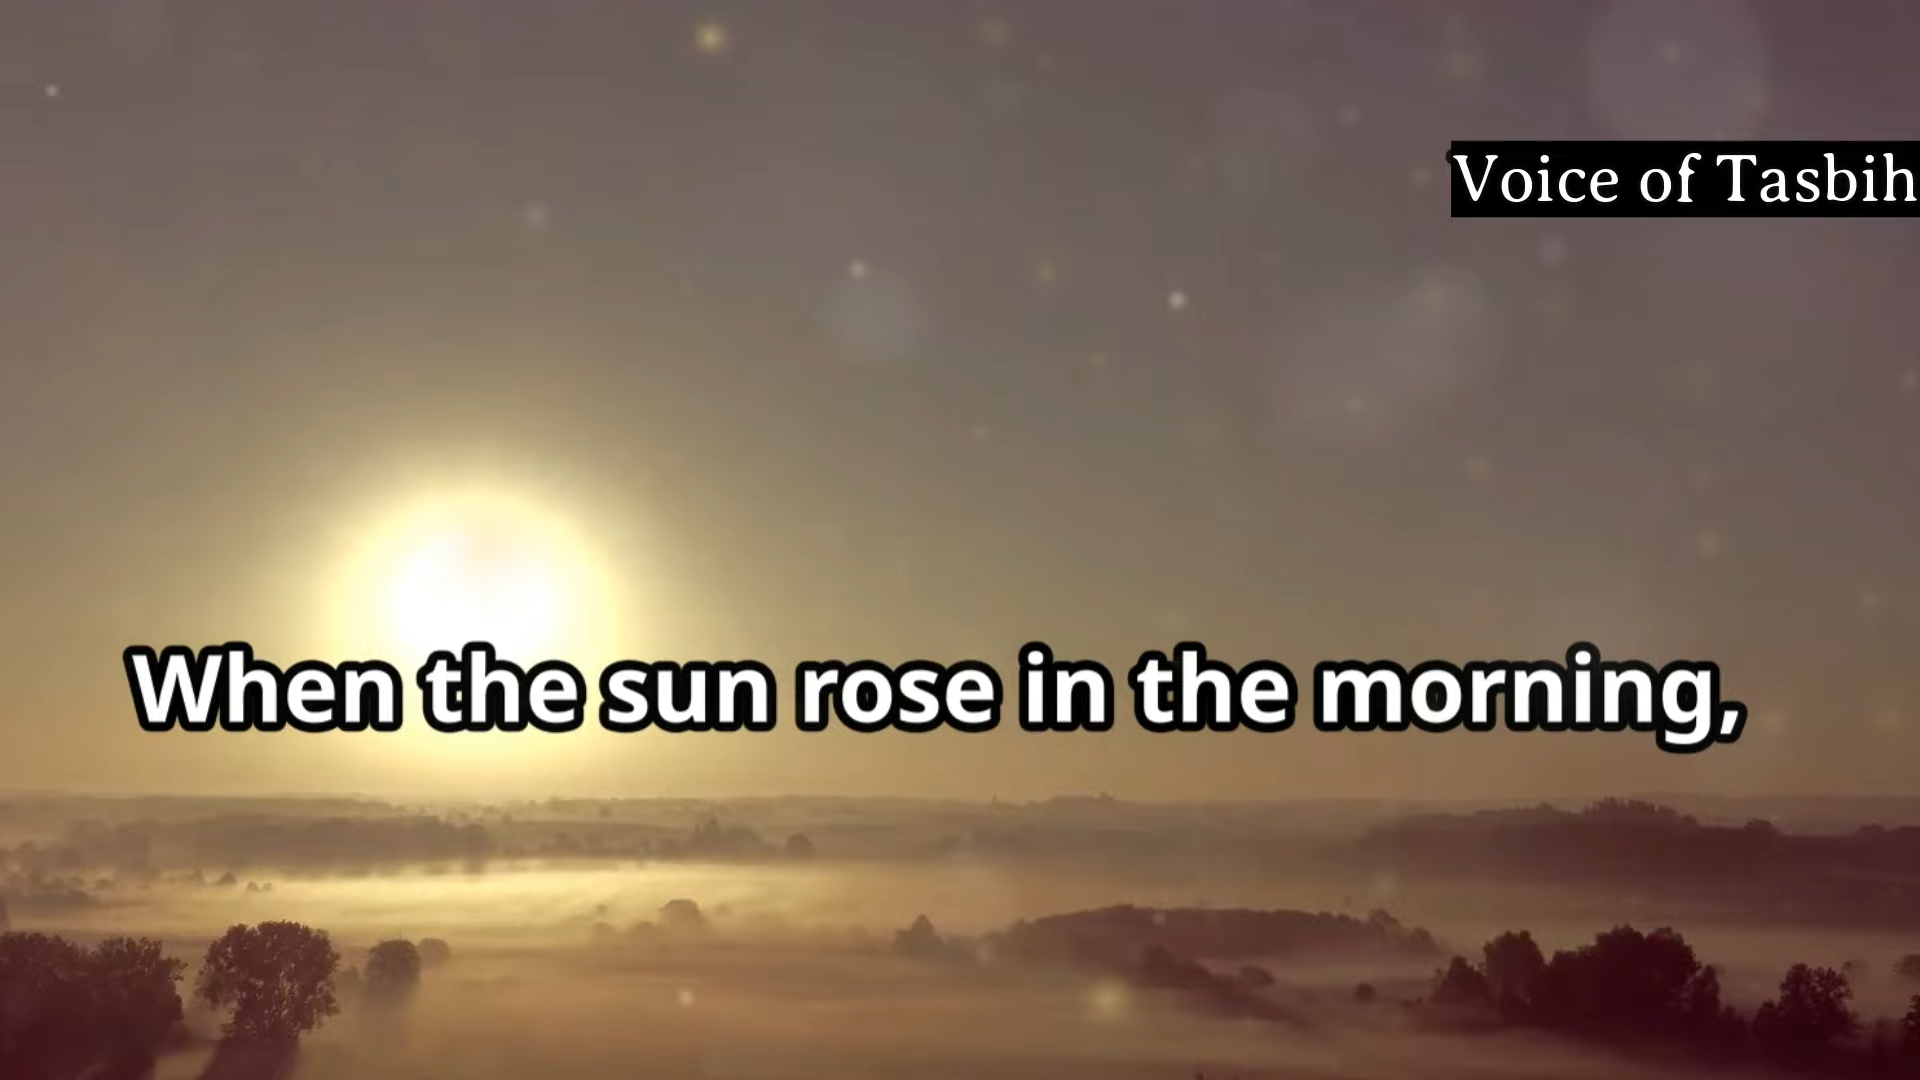 Voice of Tasbih
When the sun rose in the morning,